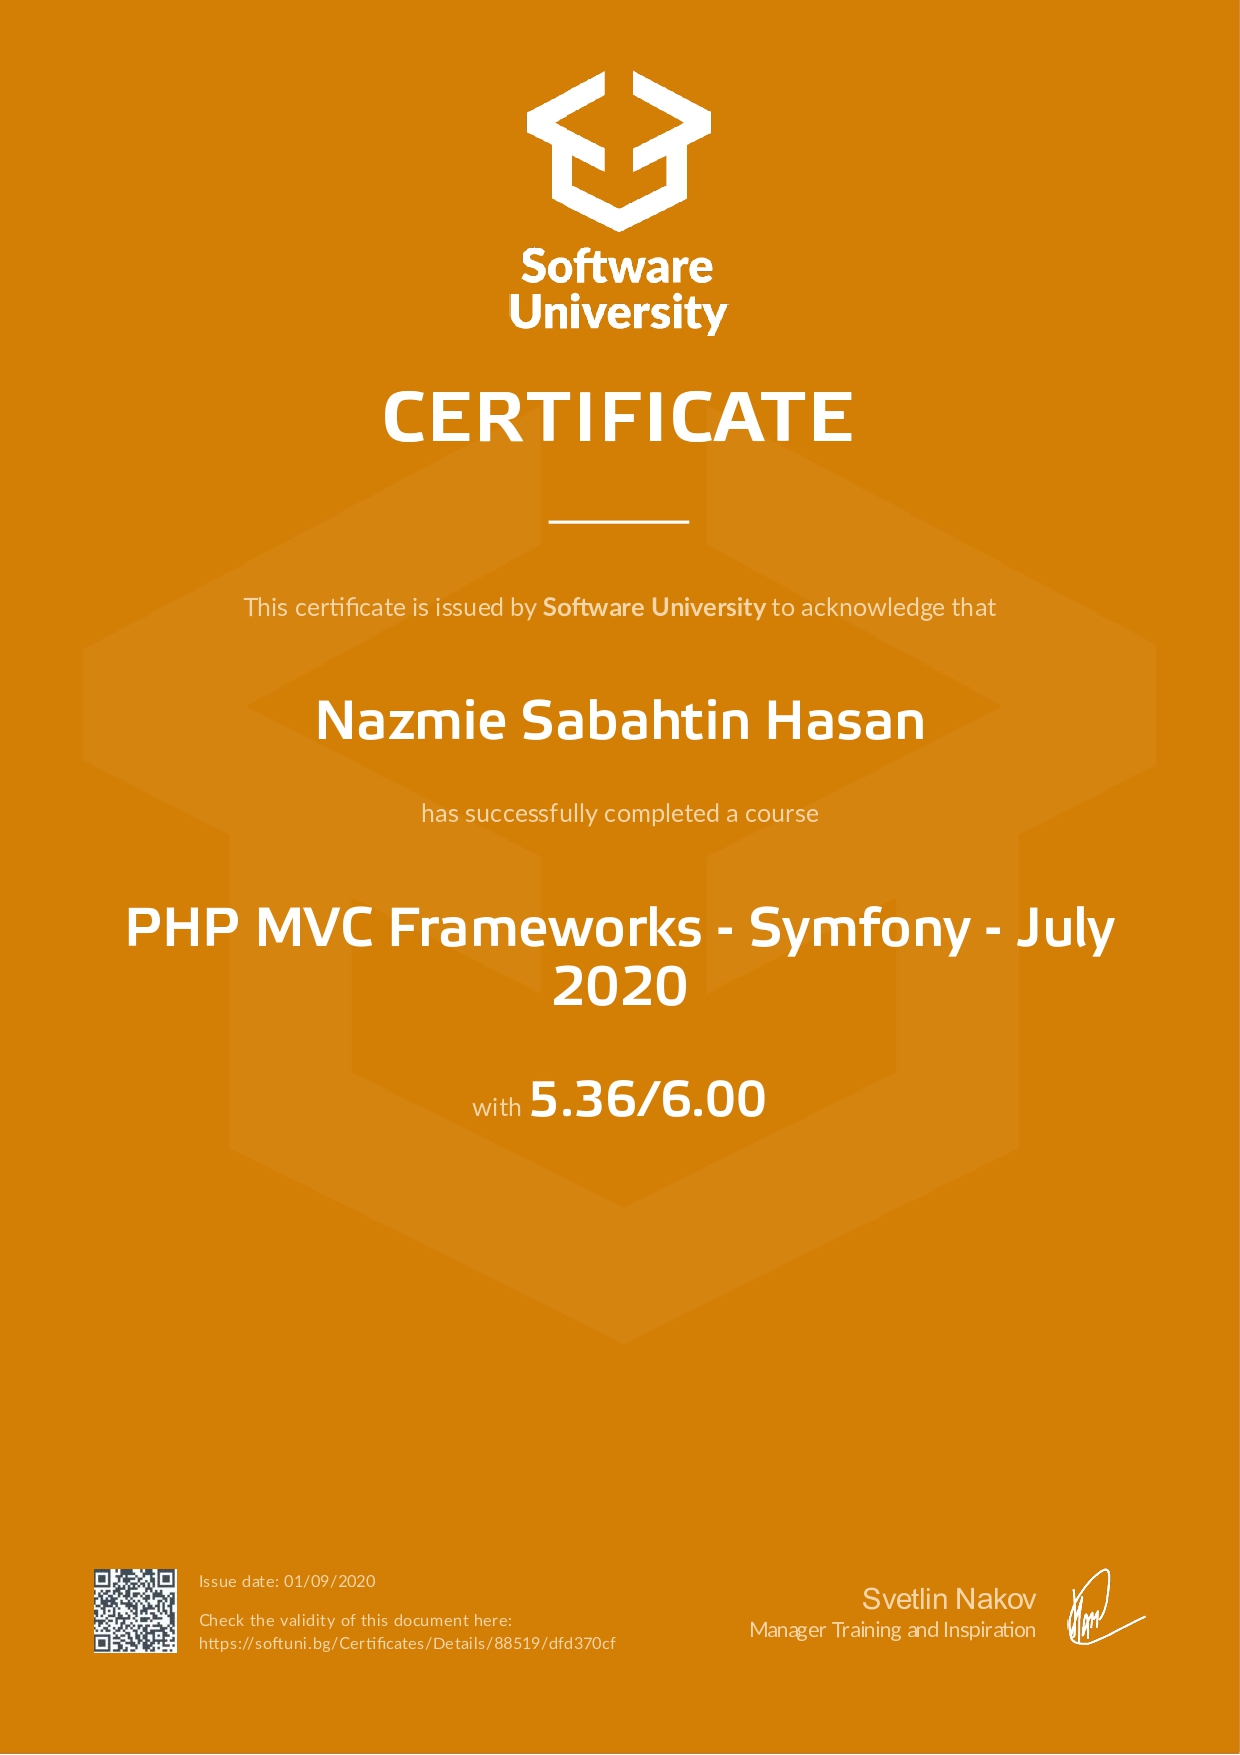 Software
University
CERTIFICATE
This certificate is issued by Software University to acknowledge that
Nazmie Sabahtin Hasan
has successfully completed a course
PHP MVC Frameworks - Symfony - July
2020
with 5.36/6.00
Issue date: 01/09/2020
Check the validity of this document here:
https://softuni.bg/Certificates/Details/88519/dfd370cf
Svetlin Nakov
Manager Training and Inspiration